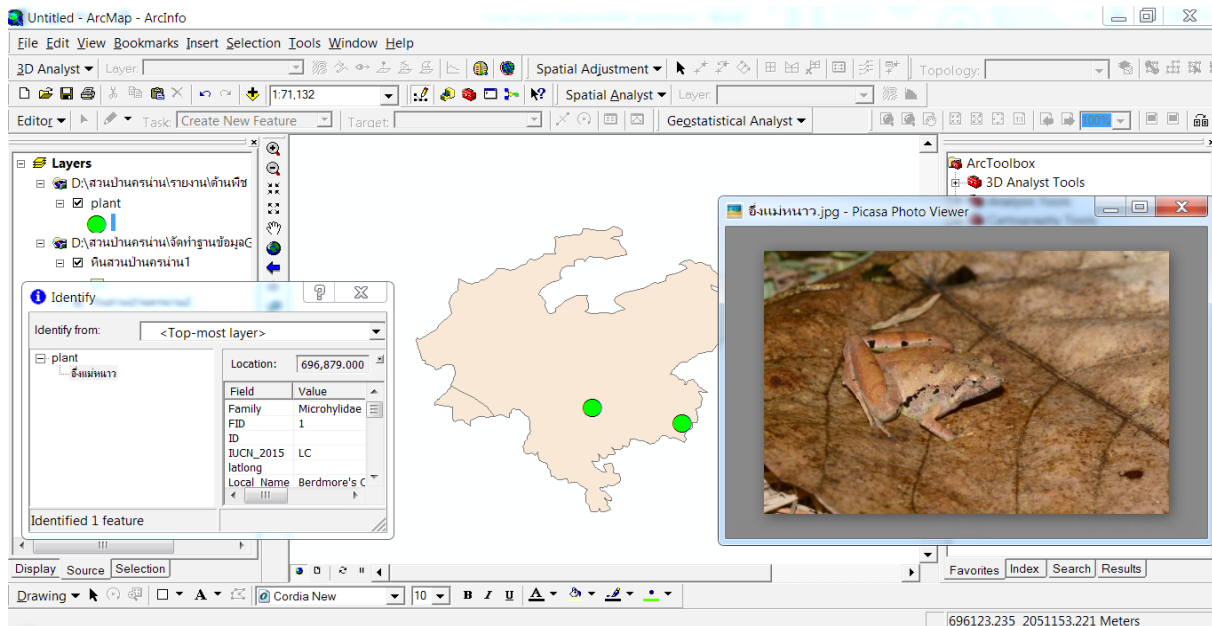 Untitled - ArcMap - ArcInfo
File Edit View Bookmarks Insert Selection Tools Window Help
3D Analyst Layer: Spatial Adjustment Topology:
1:71,132 Spatial Analyst Layer:
Editor Task: Create New Feature Target: Geostatistical Analyst 100%
Layers
D:\สวนป่านครน่าน\รายงาน\ด้านพืช
plant
D:\สวนป่านครน่าน\จัดทำฐานข้อมูลG
หินสวนป่านครน่าน1
Identify
Identify from: <Top-most layer>
plant
อึ่งแม่หนาว
Location: 696,879.000
Field Value
Family Microhylidae
FID 1
ID
IUCN_2015 LC
latlong
Local_Name Berdmore's C
Identified 1 feature
ArcToolbox
3D Analyst Tools
Analysis Tools
Cartography Tools
อึ่งแม่หนาว.jpg - Picasa Photo Viewer
Display Source Selection
Favorites Index Search Results
Drawing A Cordia New 10 B I U A
696123.235 2051153.221 Meters